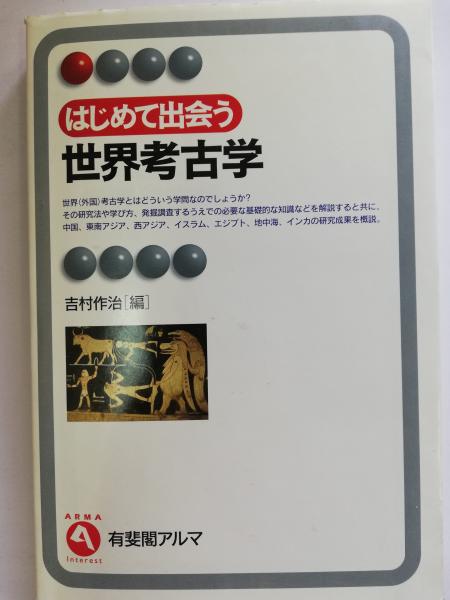 はじめて出会う
世界考古学
世界(外国)考古学とはどういう学問なのでしょうか?
その研究法や学び方、発掘調査するうえでの必要な基礎的な知識などを解説すると共に、
中国、東南アジア、西アジア、イスラム、エジプト、地中海、インカの研究成果を概説。
吉村作治[編]
ARMA
A
Interest
有斐閣アルマ